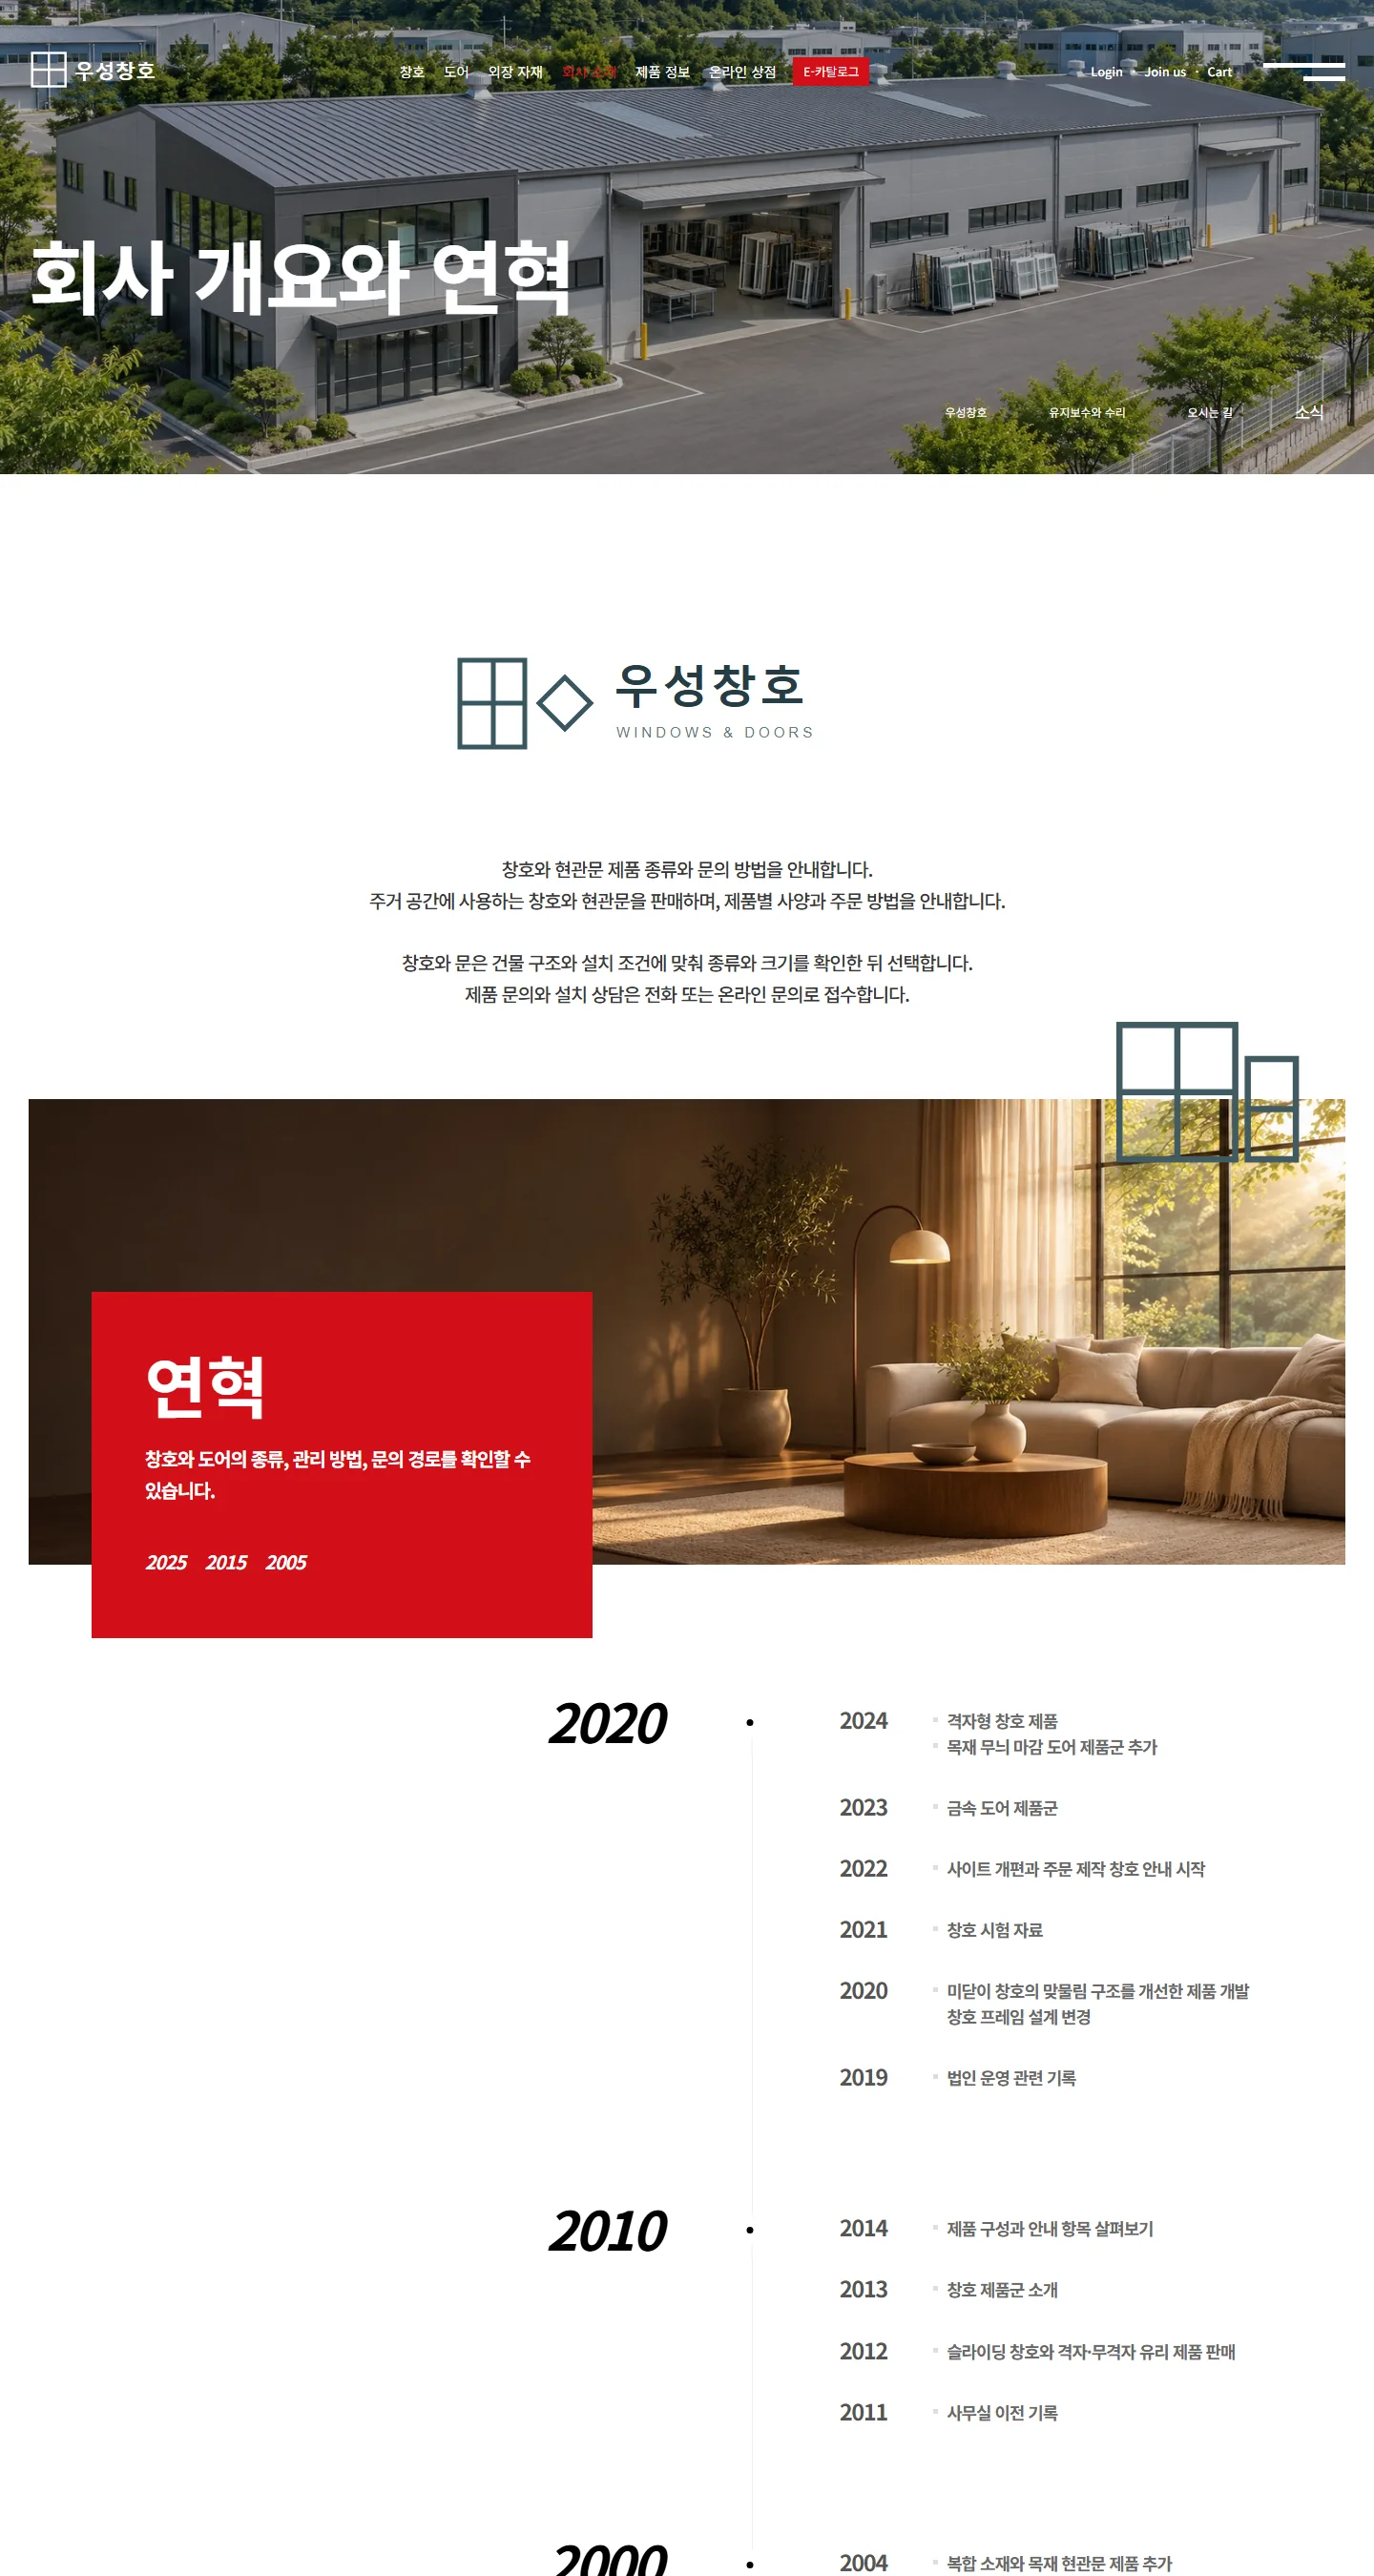 우성창호
창호 도어 외장 자재 회사 소개 제품 정보 온라인 상점 E-카탈로그
Login · Join us · Cart
회사 개요와 연혁
우성창호 유지보수와 수리 오시는 길 소식
우성창호
WINDOWS & DOORS
창호와 현관문 제품 종류와 문의 방법을 안내합니다.
주거 공간에 사용하는 창호와 현관문을 판매하며, 제품별 사양과 주문 방법을 안내합니다.
창호와 문은 건물 구조와 설치 조건에 맞춰 종류와 크기를 확인한 뒤 선택합니다.
제품 문의와 설치 상담은 전화 또는 온라인 문의로 접수합니다.
연혁
창호와 도어의 종류, 관리 방법, 문의 경로를 확인할 수
있습니다.
2025 2015 2005
2020
2024 격자형 창호 제품
목재 무늬 마감 도어 제품군 추가
2023 금속 도어 제품군
2022 사이트 개편과 주문 제작 창호 안내 시작
2021 창호 시험 자료
2020 미닫이 창호의 맞물림 구조를 개선한 제품 개발
창호 프레임 설계 변경
2019 법인 운영 관련 기록
2010
2014 제품 구성과 안내 항목 살펴보기
2013 창호 제품군 소개
2012 슬라이딩 창호와 격자·무격자 유리 제품 판매
2011 사무실 이전 기록
2000
2004 복합 소재와 목재 현관문 제품 추가